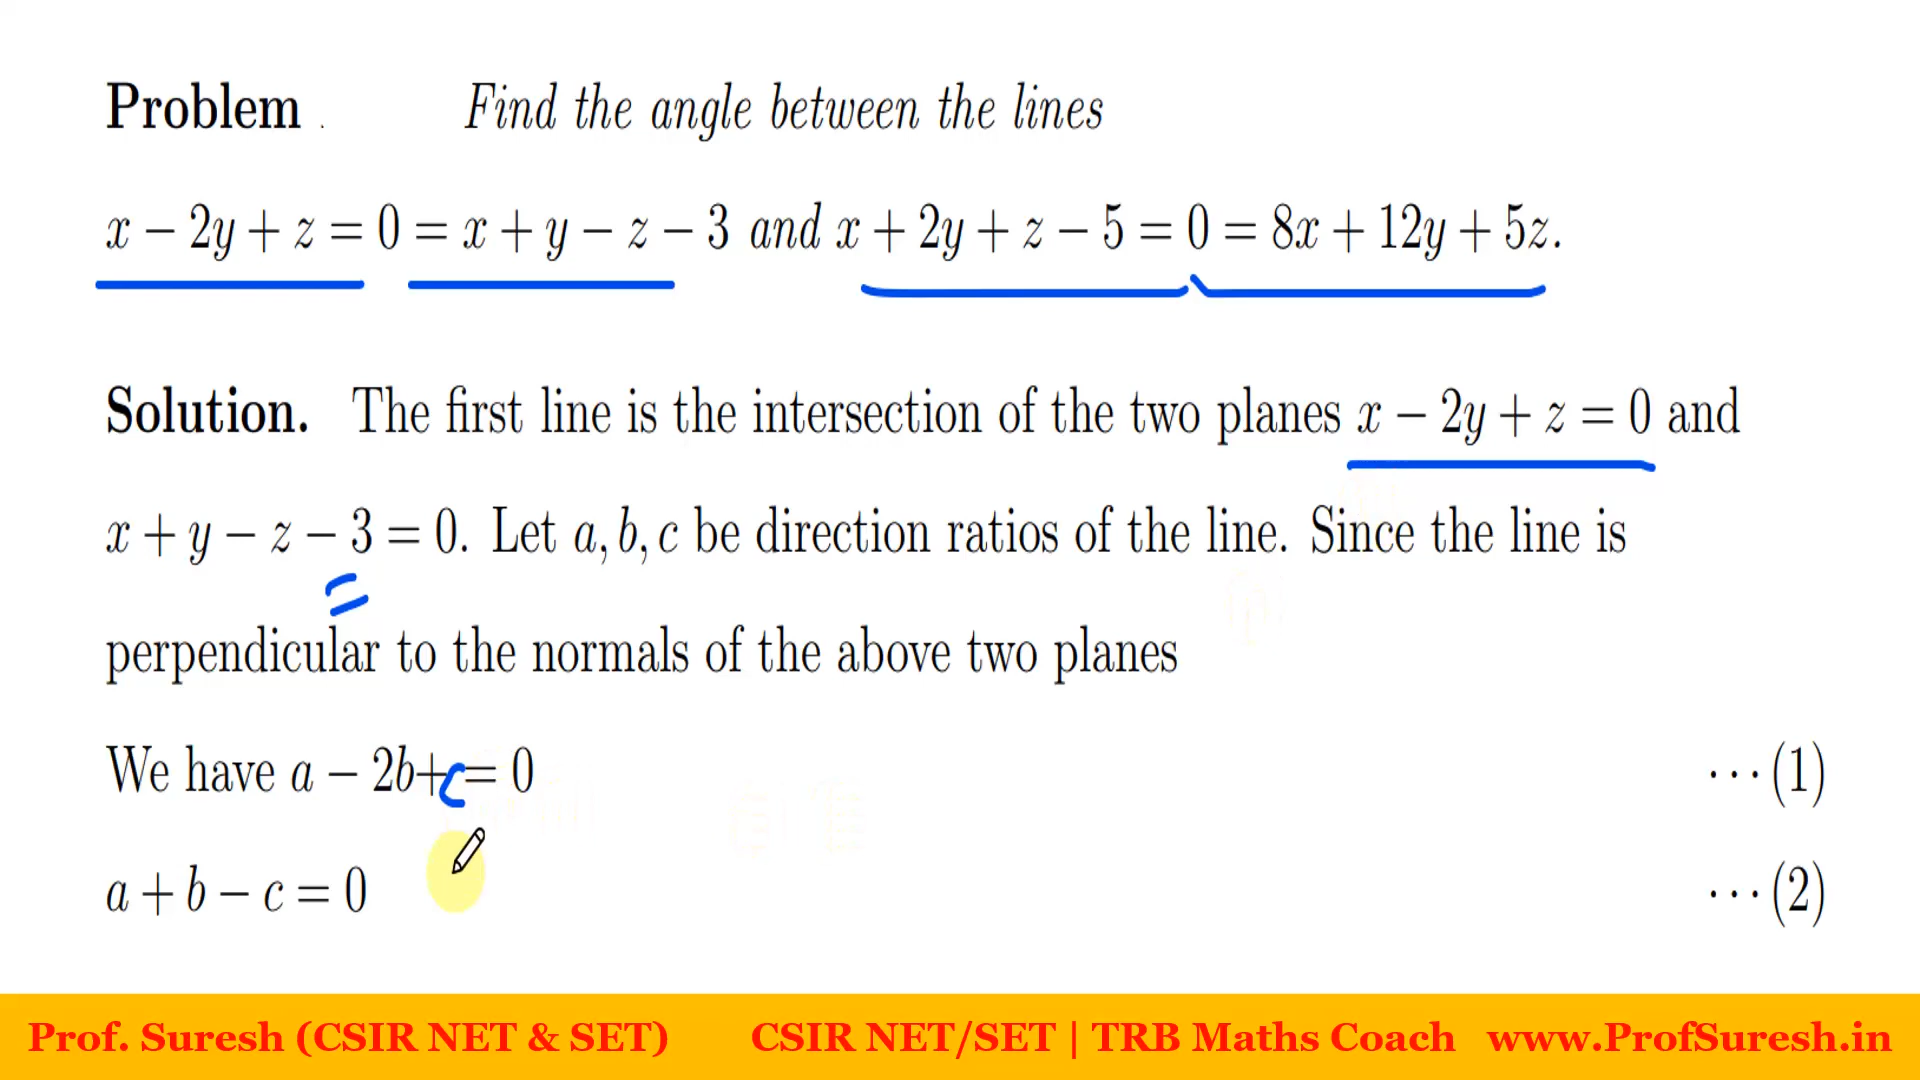 Problem . Find the angle between the lines
x − 2y + z = 0 = x + y − z − 3 and x + 2y + z − 5 = 0 = 8x + 12y + 5z.
Solution. The first line is the intersection of the two planes x − 2y + z = 0 and
x + y − z − 3 = 0. Let a, b, c be direction ratios of the line. Since the line is
perpendicular to the normals of the above two planes
We have a − 2b+c= 0 ⋯(1)
a + b − c = 0 ⋯(2)
Prof. Suresh (CSIR NET & SET) CSIR NET/SET | TRB Maths Coach www.ProfSuresh.in